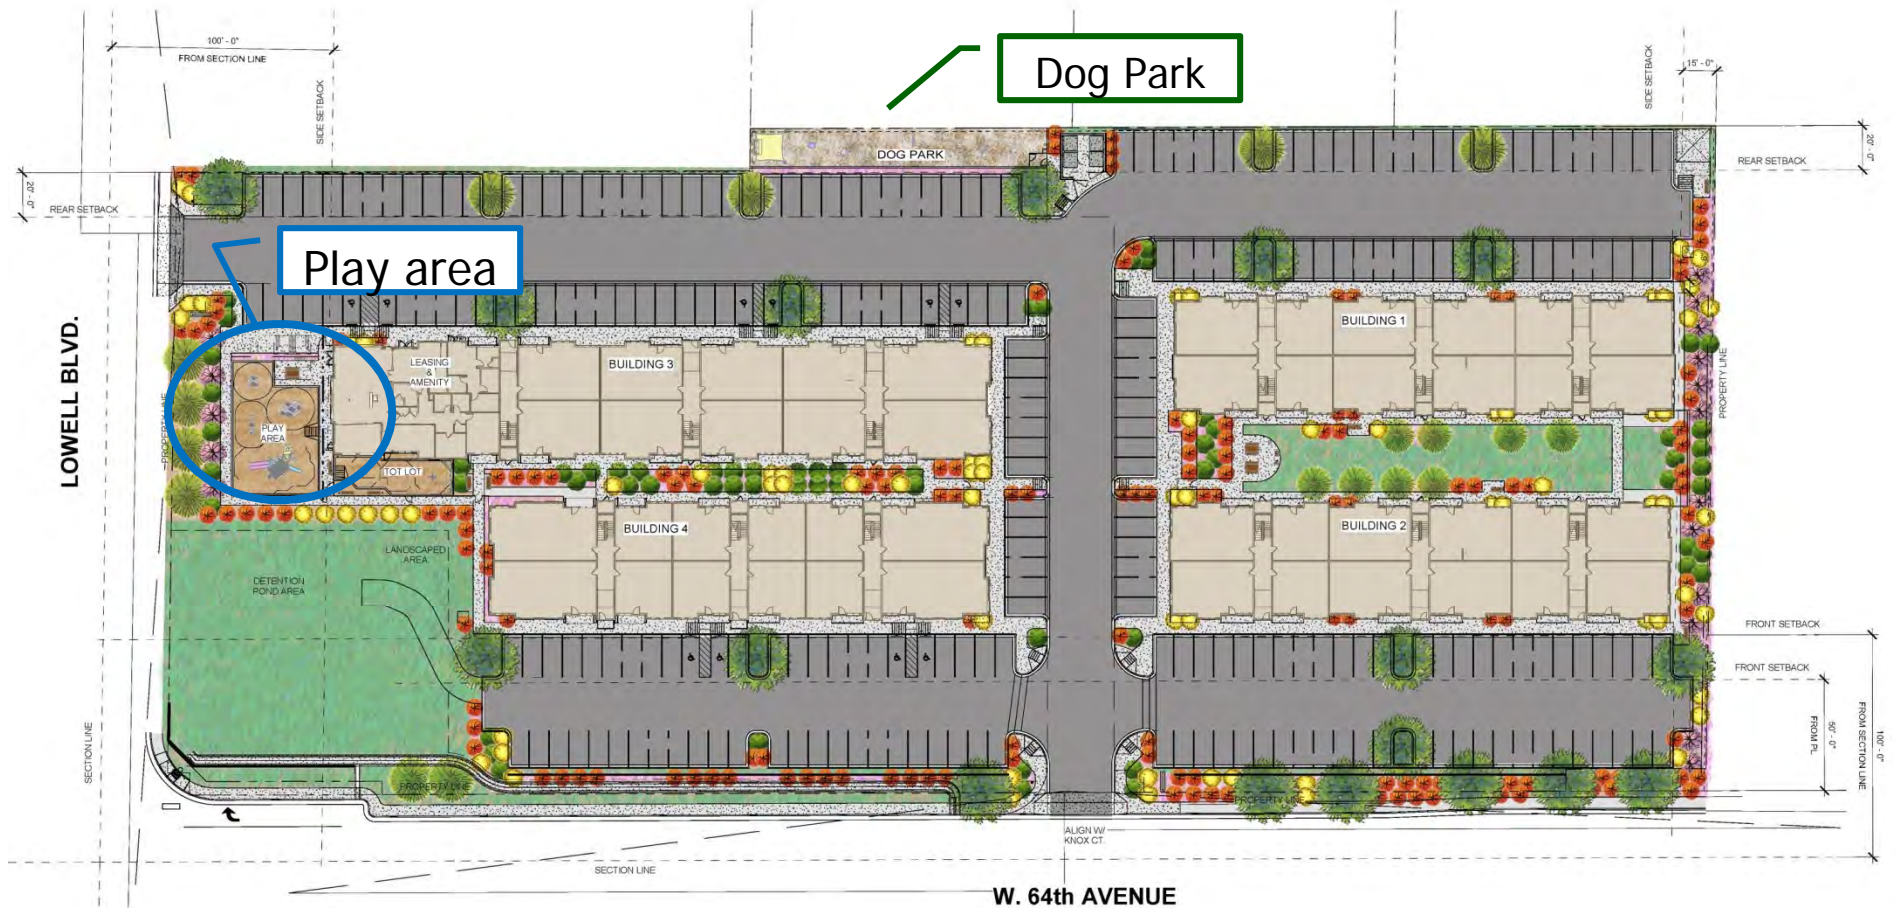 100' - 0"
FROM SECTION LINE
SIDE SETBACK
Dog Park
SIDE SETBACK
15' - 0"
DOG PARK
20' - 0"
REAR SETBACK
20' - 0"
REAR SETBACK
Play area
LOWELL BLVD.
PROPERTY LINE
LEASING
&
AMENITY
BUILDING 3
BUILDING 1
PROPERTY LINE
PLAY
AREA
TOT LOT
BUILDING 4
BUILDING 2
LANDSCAPED
AREA
DETENTION
POND AREA
FRONT SETBACK
FRONT SETBACK
SECTION LINE
50' - 0"
FROM PL
100' - 0"
FROM SECTION LINE
PROPERTY LINE
PROPERTY LINE
ALIGN W/
KNOX CT.
SECTION LINE
W. 64th AVENUE